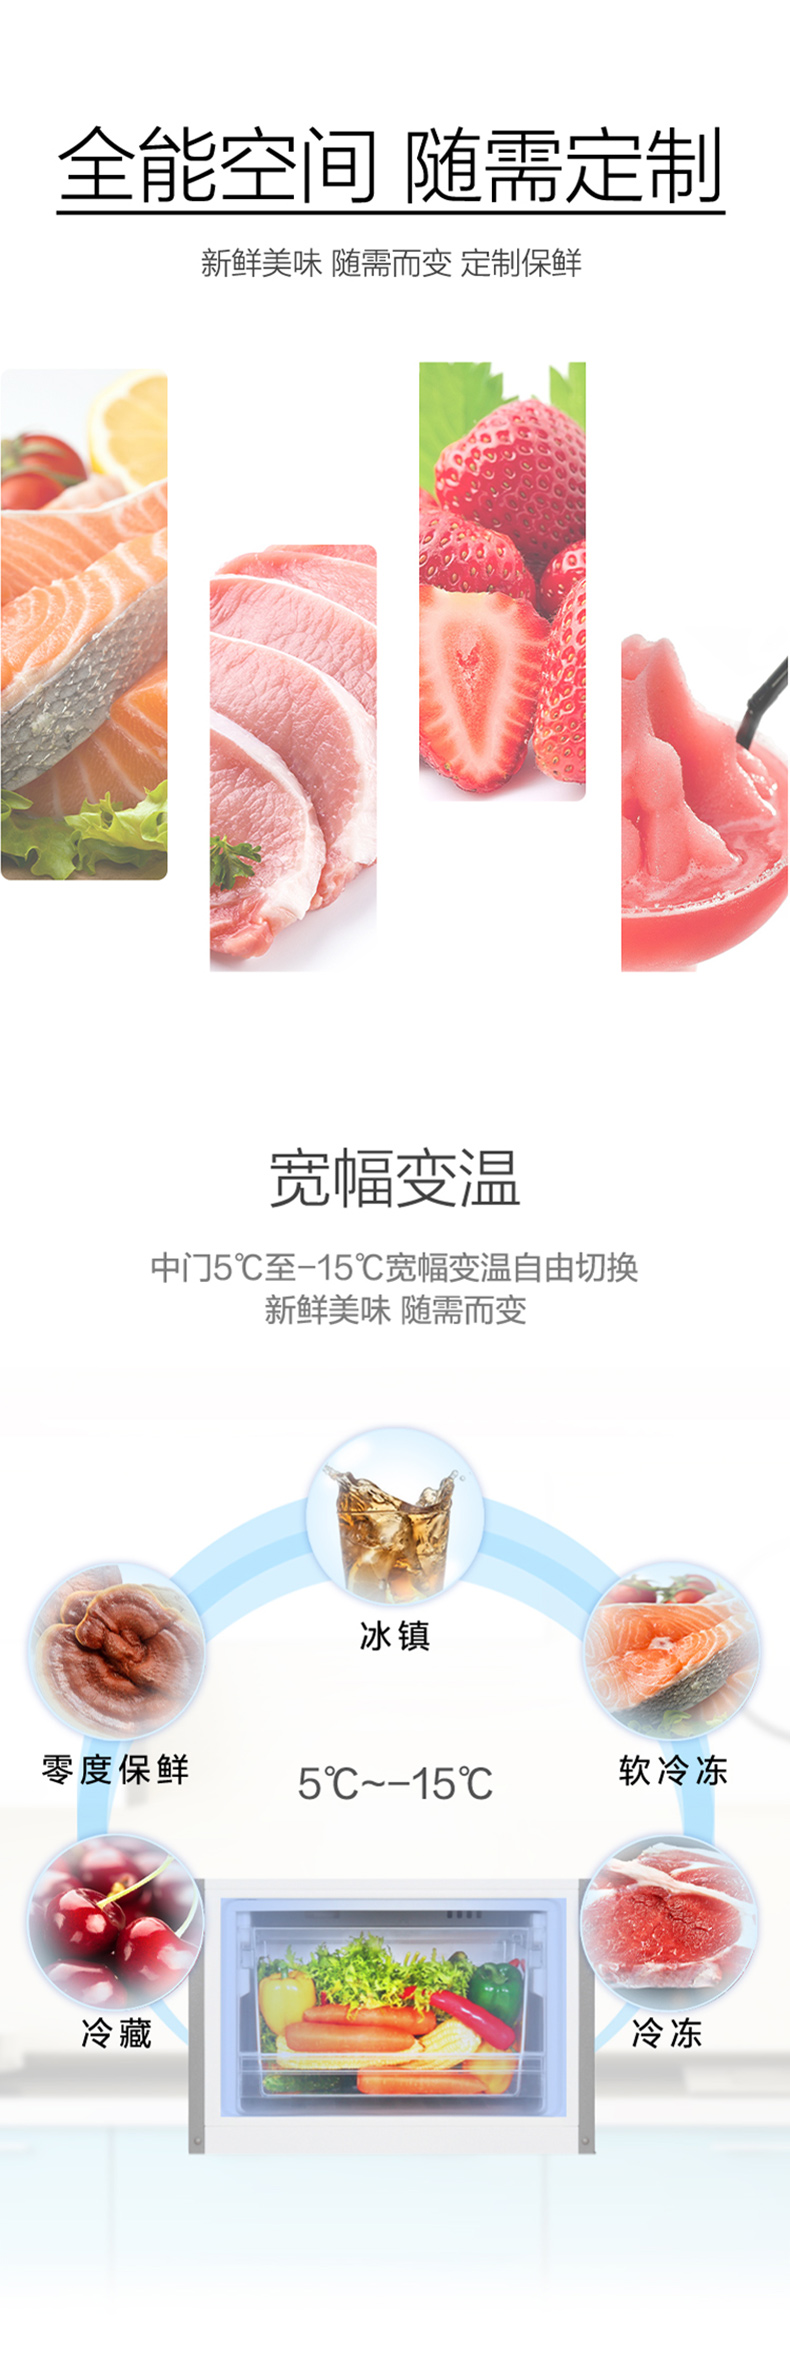 全能空间 随需定制
新鲜美味 随需而变 定制保鲜
宽幅变温
中门5℃至-15℃宽幅变温自由切换
新鲜美味 随需而变
冰镇
零度保鲜
软冷冻
5℃~-15℃
冷藏
冷冻